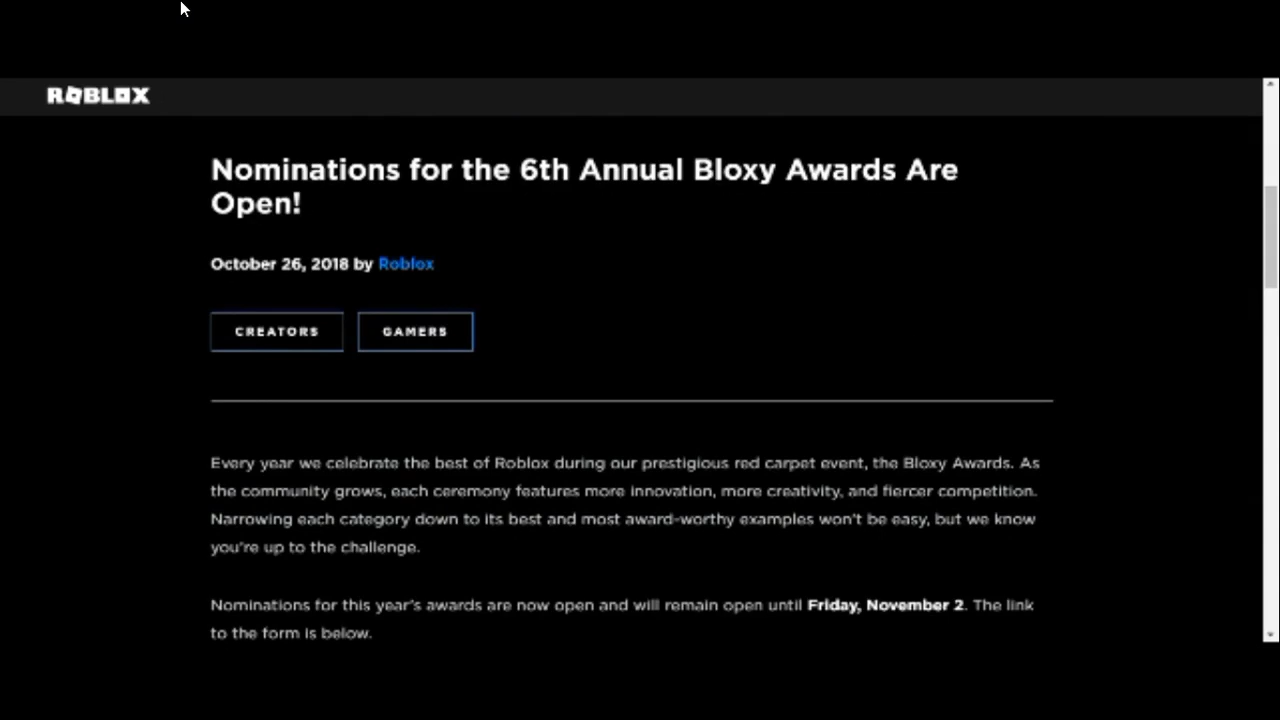 ROBLOX
Nominations for the 6th Annual Bloxy Awards Are
Open!
October 26, 2018 by Roblox
CREATORS GAMERS
Every year we celebrate the best of Roblox during our prestigious red carpet event, the Bloxy Awards. As
the community grows, each ceremony features more innovation, more creativity, and fiercer competition.
Narrowing each category down to its best and most award-worthy examples won't be easy, but we know
you're up to the challenge.
Nominations for this year's awards are now open and will remain open until Friday, November 2. The link
to the form is below.